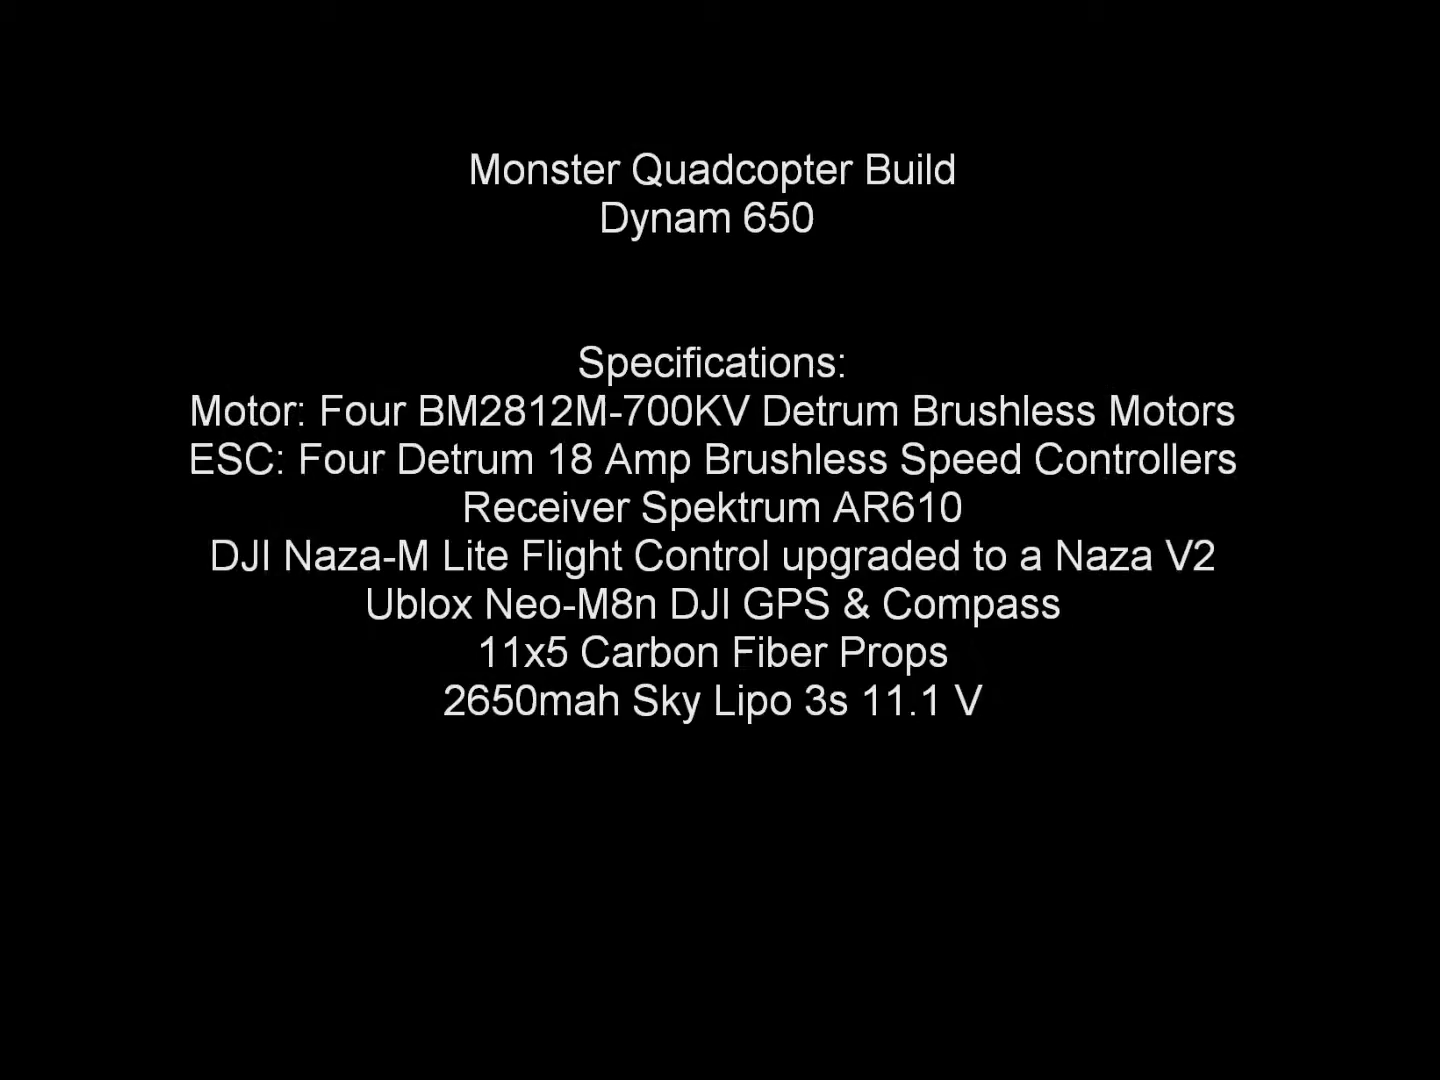 Monster Quadcopter Build
Dynam 650
Specifications:
Motor: Four BM2812M-700KV Detrum Brushless Motors
ESC: Four Detrum 18 Amp Brushless Speed Controllers
Receiver Spektrum AR610
DJI Naza-M Lite Flight Control upgraded to a Naza V2
Ublox Neo-M8n DJI GPS & Compass
11x5 Carbon Fiber Props
2650mah Sky Lipo 3s 11.1 V